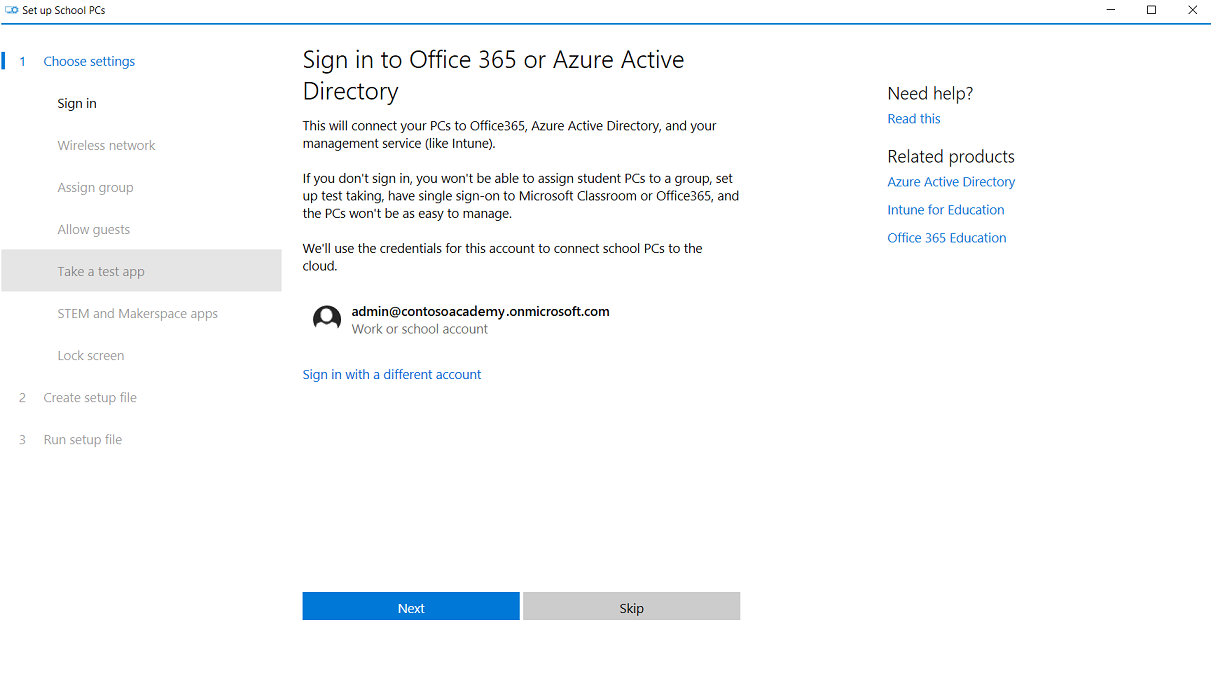 Set up School PCs
1 Choose settings
Sign in
Wireless network
Assign group
Allow guests
Take a test app
STEM and Makerspace apps
Lock screen
2 Create setup file
3 Run setup file
Sign in to Office 365 or Azure Active
Directory
This will connect your PCs to Office365, Azure Active Directory, and your
management service (like Intune).
If you don't sign in, you won't be able to assign student PCs to a group, set
up test taking, have single sign-on to Microsoft Classroom or Office365, and
the PCs won't be as easy to manage.
We'll use the credentials for this account to connect school PCs to the
cloud.
admin@contosoacademy.onmicrosoft.com
Work or school account
Sign in with a different account
Next
Skip
Need help?
Read this
Related products
Azure Active Directory
Intune for Education
Office 365 Education